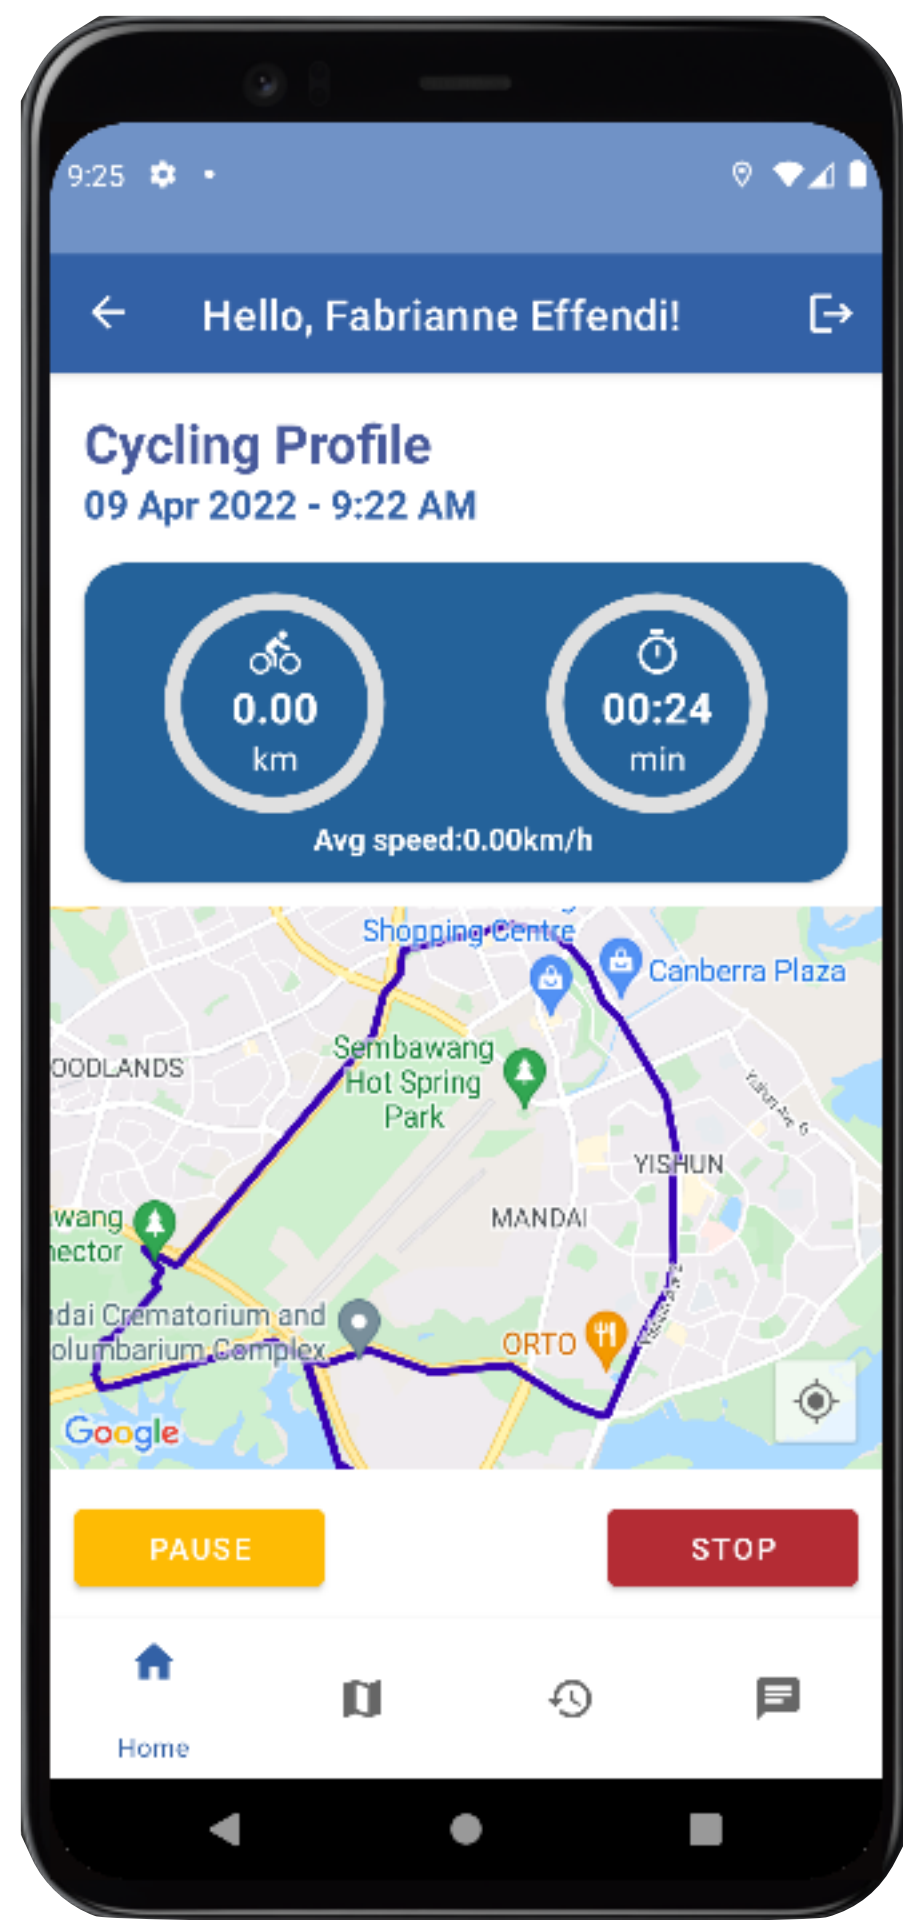 9:25
Hello, Fabrianne Effendi!
Cycling Profile
09 Apr 2022 - 9:22 AM
0.00
km
00:24
min
Avg speed:0.00km/h
Shopping Centre
Canberra Plaza
Sembawang
Hot Spring
Park
OODLANDS
YISHUN
MANDAI
wang
nector
dai Crematorium and
olumbarium Complex
ORTO
Google
PAUSE
STOP
Home